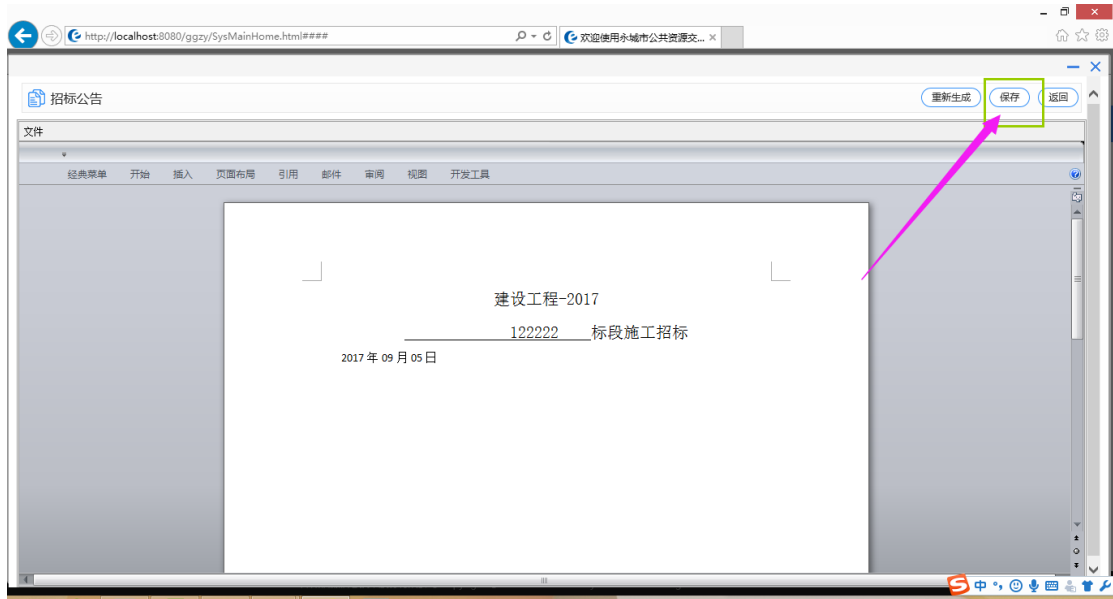 http://localhost:8080/ggzy/SysMainHome.html####
欢迎使用永城市公共资源交...
招标公告
重新生成
保存
返回
文件
经典菜单 开始 插入 页面布局 引用 邮件 审阅 视图 开发工具
建设工程-2017
122222 标段施工招标
2017 年 09 月 05 日
中